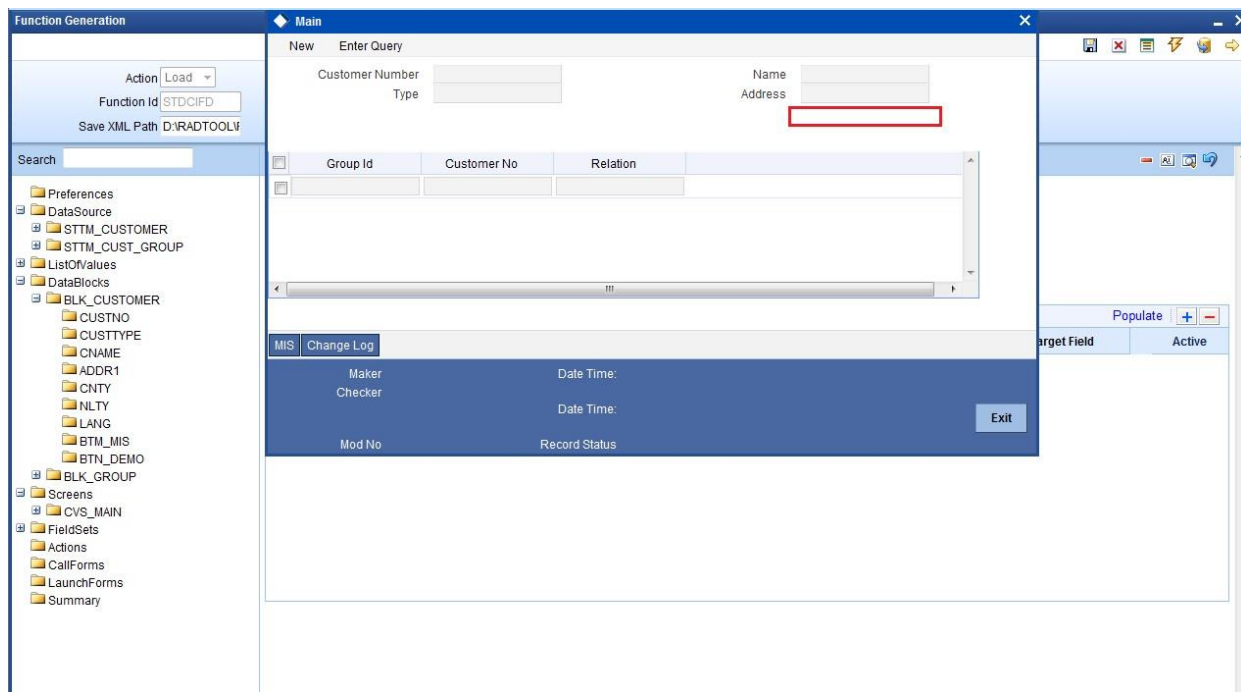 Function Generation
Main
New Enter Query
Action Load
Function Id STDCIFD
Save XML Path D:\RADTOOL\
Customer Number Name
Type Address
Search
Group Id Customer No Relation
Preferences
DataSource
STTM_CUSTOMER
STTM_CUST_GROUP
ListOfValues
DataBlocks
BLK_CUSTOMER
CUSTNO
CUSTTYPE
CNAME
ADDR1
CNTY
NLTY
LANG
BTM_MIS
BTN_DEMO
BLK_GROUP
Screens
CVS_MAIN
FieldSets
Actions
CallForms
LaunchForms
Summary
Populate
arget Field Active
MIS Change Log
Maker Date Time:
Checker
Date Time:
Exit
Mod No Record Status